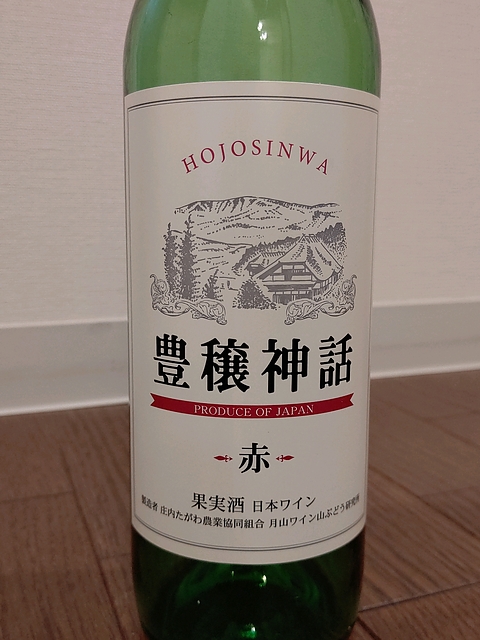 HOJOSINWA
豊穣神話
PRODUCE OF JAPAN
赤
果実酒 日本ワイン
製造者 庄内たがわ農業協同組合 月山ワイン山ぶどう研究所